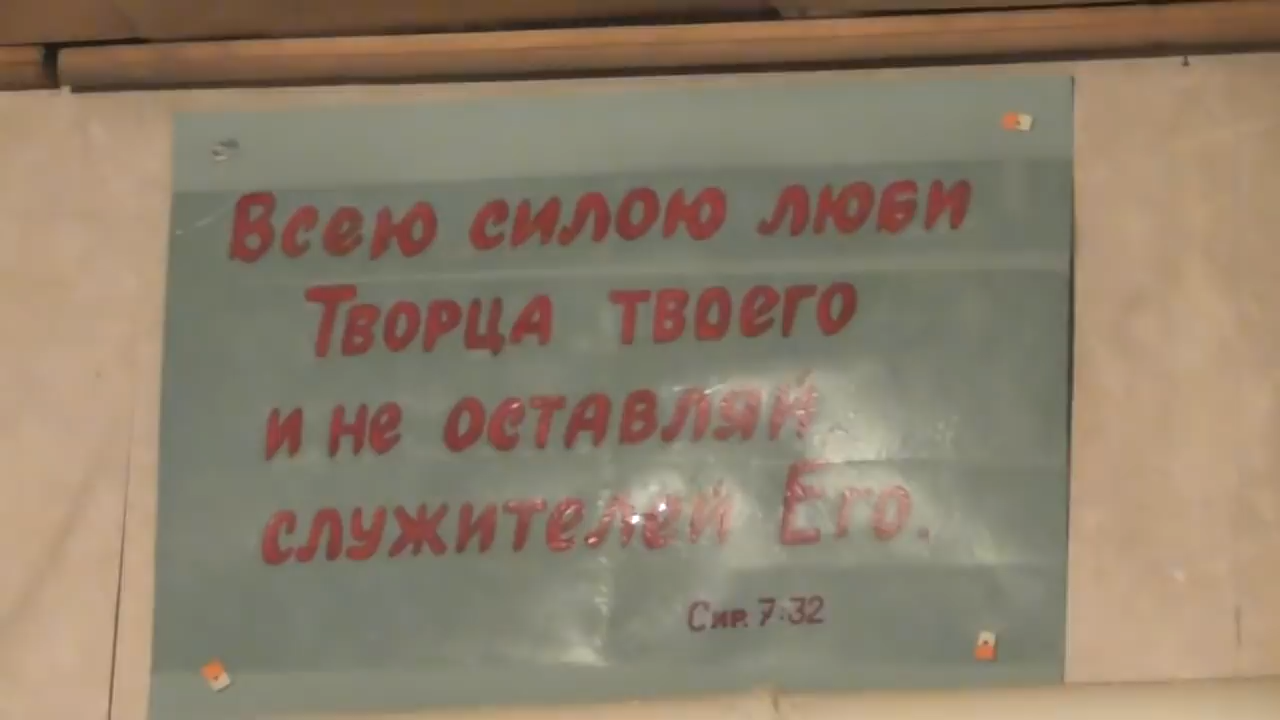 Всею силою люби
Творца твоего
и не оставляй
служителей Его.
Сир. 7:32